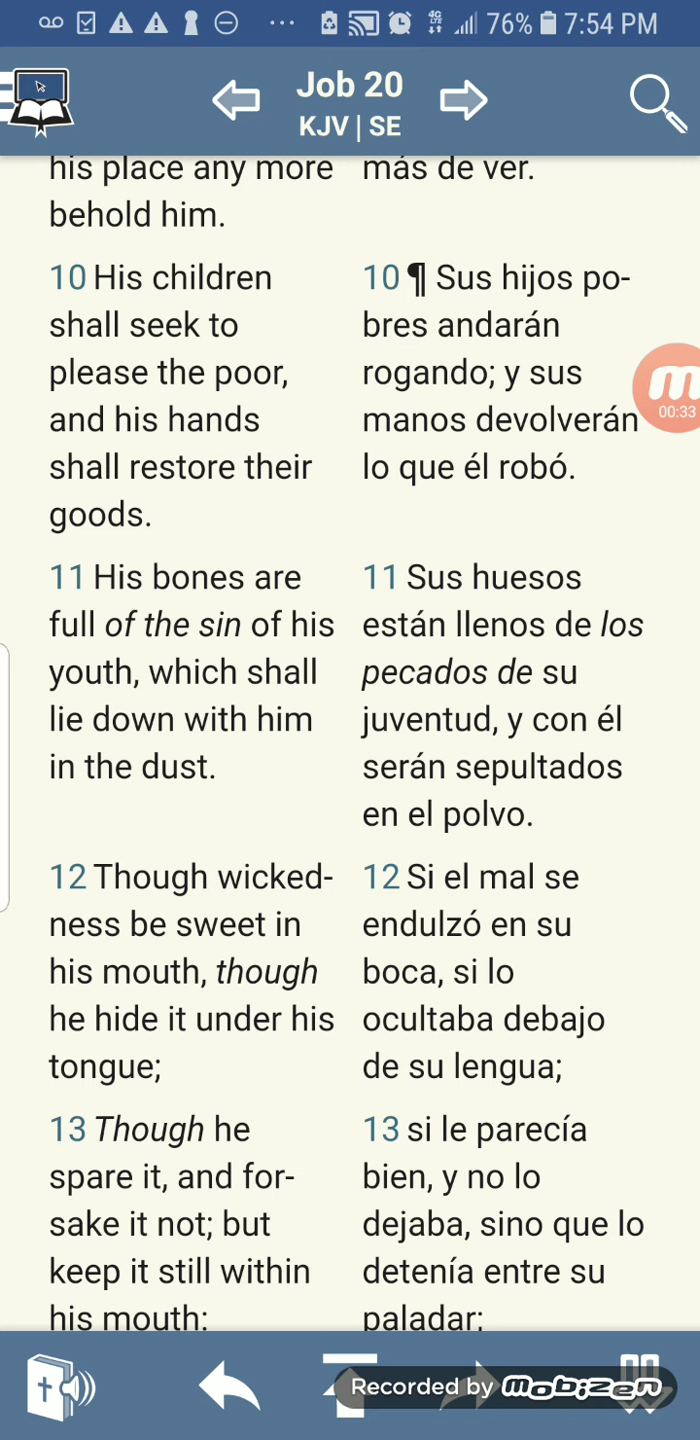 76% 7:54 PM
Job 20
KJV | SE
his place any more
behold him.
10 His children
shall seek to
please the poor,
and his hands
shall restore their
goods.
11 His bones are
full of the sin of his
youth, which shall
lie down with him
in the dust.
12 Though wicked-
ness be sweet in
his mouth, though
he hide it under his
tongue;
13 Though he
spare it, and for-
sake it not; but
keep it still within
his mouth:
más de ver.
10 ¶ Sus hijos po-
bres andarán
rogando; y sus
manos devolverán
lo que él robó.
11 Sus huesos
están llenos de los
pecados de su
juventud, y con él
serán sepultados
en el polvo.
12 Si el mal se
endulzó en su
boca, si lo
ocultaba debajo
de su lengua;
13 si le parecía
bien, y no lo
dejaba, sino que lo
detenía entre su
paladar;
m
00:33
Recorded by mobizen